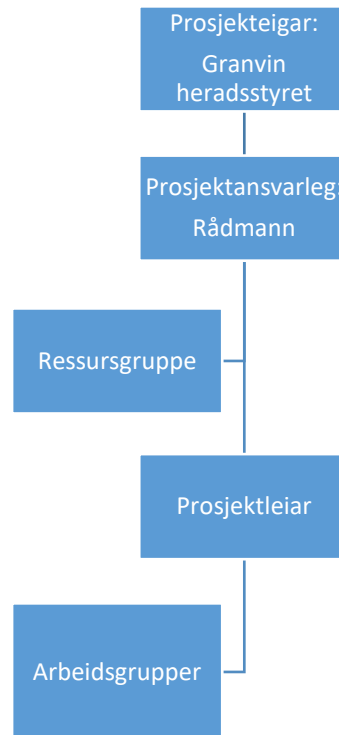 Prosjekteigar:
Granvin
heradsstyret
Prosjektansvarleg:
Rådmann
Ressursgruppe
Prosjektleiar
Arbeidsgrupper